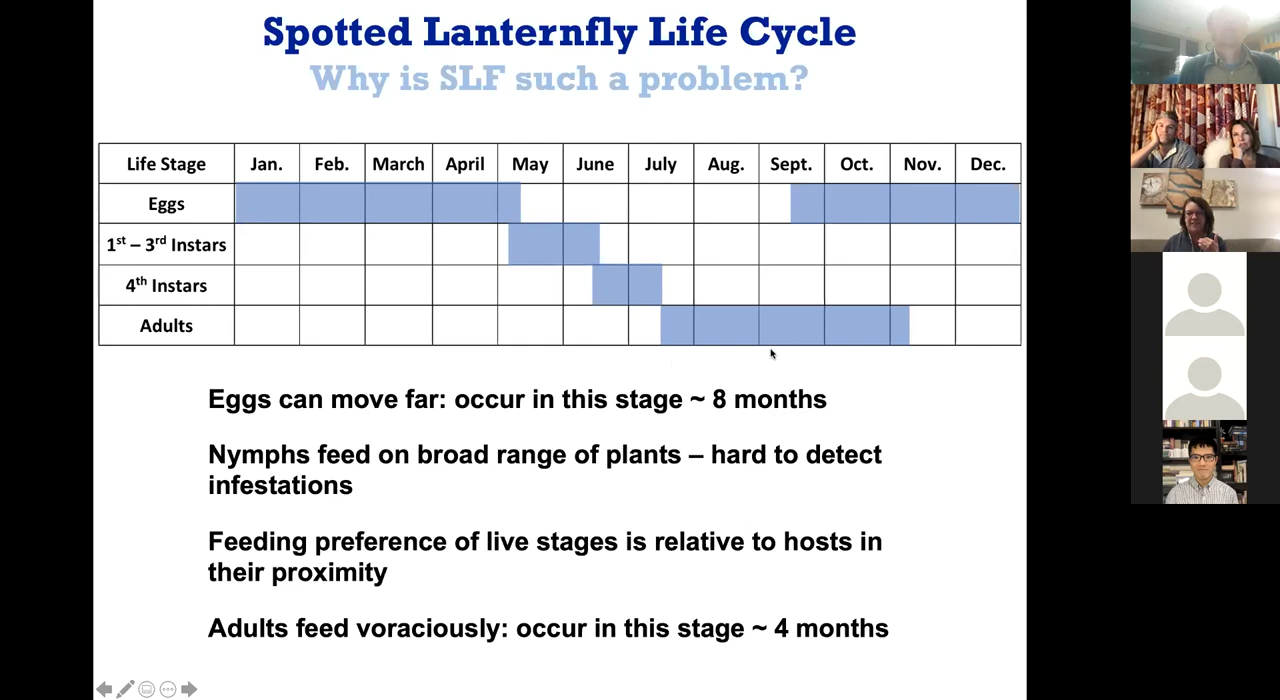 Spotted Lanternfly Life Cycle
Why is SLF such a problem?
Life Stage Jan. Feb. March April May June July Aug. Sept. Oct. Nov. Dec.
Eggs
1st – 3rd Instars
4th Instars
Adults
Eggs can move far: occur in this stage ~ 8 months
Nymphs feed on broad range of plants – hard to detect
infestations
Feeding preference of live stages is relative to hosts in
their proximity
Adults feed voraciously: occur in this stage ~ 4 months